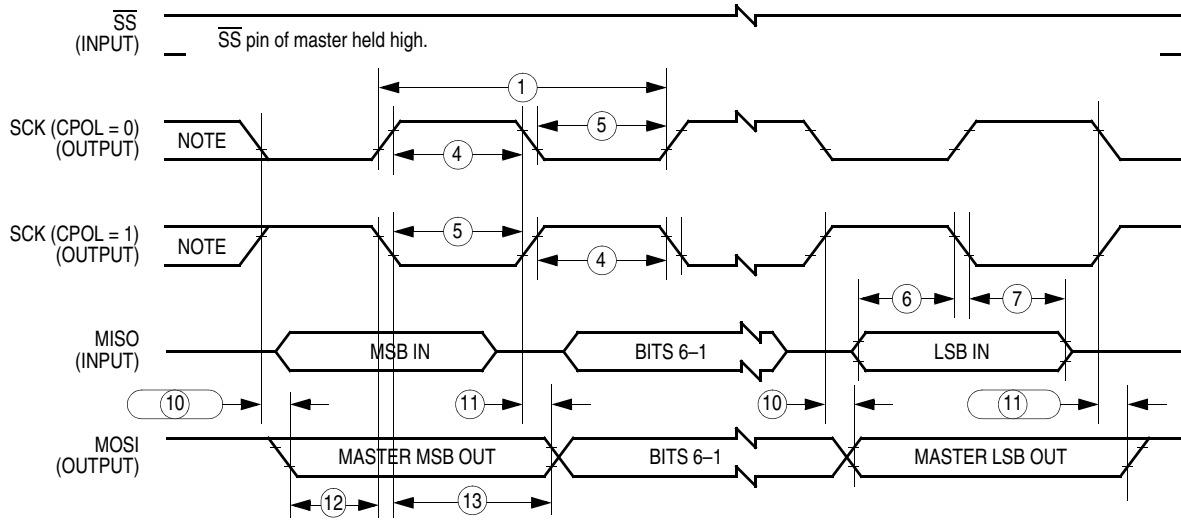 SS
(INPUT)
SS pin of master held high.
1
SCK (CPOL = 0)
(OUTPUT)
NOTE
5
4
SCK (CPOL = 1)
(OUTPUT)
NOTE
5
4
6
7
MISO
(INPUT)
MSB IN
BITS 6–1
LSB IN
10
11
10
11
MOSI
(OUTPUT)
MASTER MSB OUT
BITS 6–1
MASTER LSB OUT
12
13